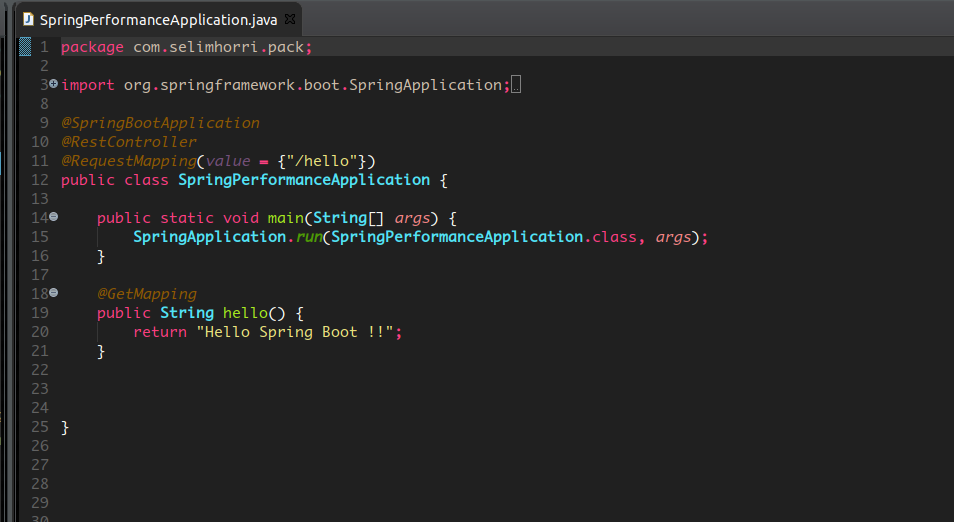 SpringPerformanceApplication.java
1 package com.selimhorri.pack;
2
3 import org.springframework.boot.SpringApplication;
8
9 @SpringBootApplication
10 @RestController
11 @RequestMapping(value = {"/hello"})
12 public class SpringPerformanceApplication {
13
14     public static void main(String[] args) {
15         SpringApplication.run(SpringPerformanceApplication.class, args);
16     }
17
18     @GetMapping
19     public String hello() {
20         return "Hello Spring Boot !!";
21     }
22
23
24
25 }
26
27
28
29
30